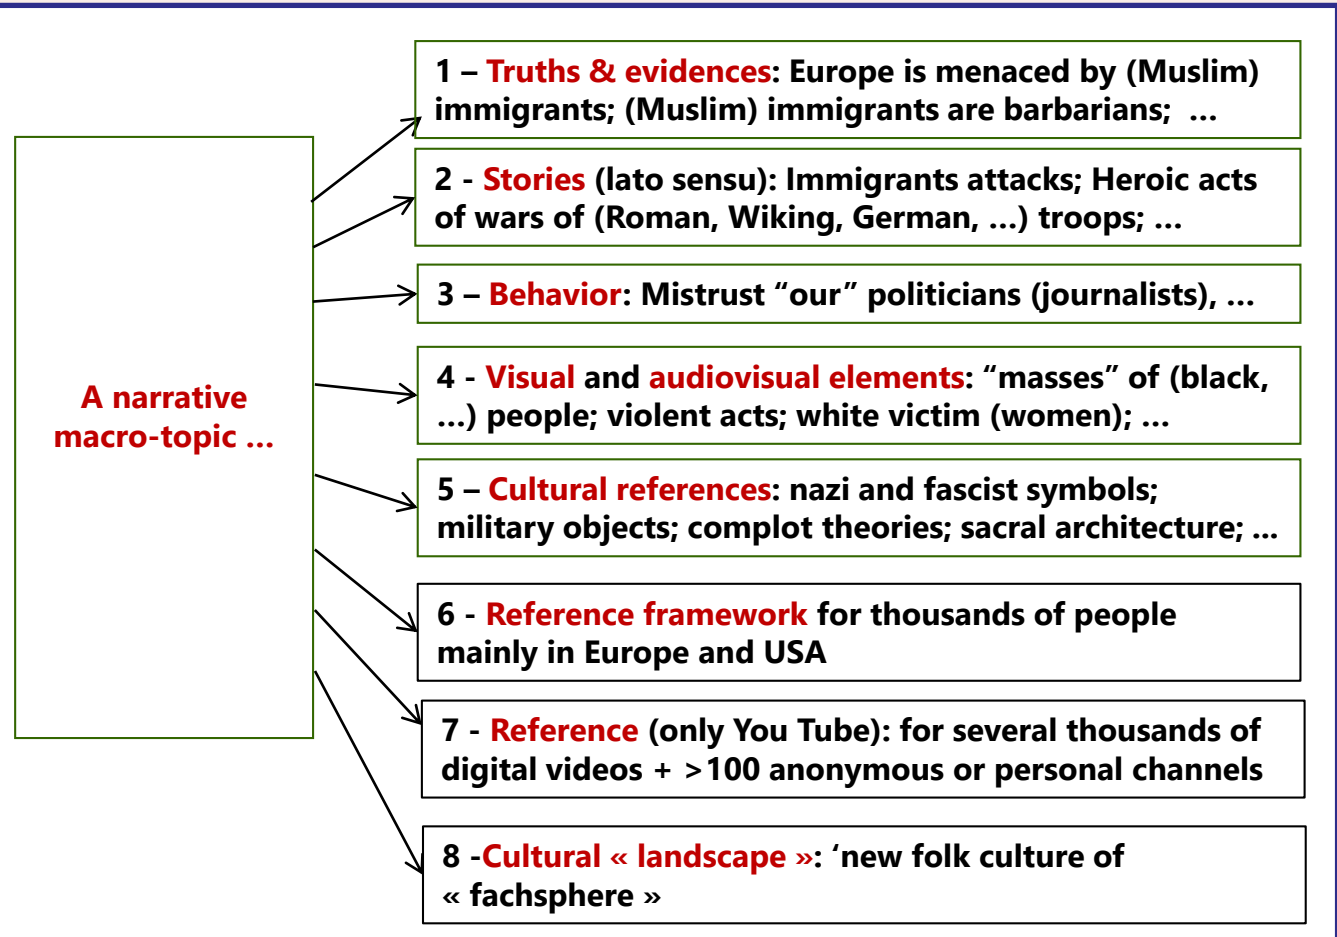 1 – Truths & evidences: Europe is menaced by (Muslim)
immigrants; (Muslim) immigrants are barbarians; …
2 - Stories (lato sensu): Immigrants attacks; Heroic acts
of wars of (Roman, Wiking, German, …) troops; …
3 – Behavior: Mistrust “our” politicians (journalists), …
A narrative
macro-topic …
4 - Visual and audiovisual elements: “masses” of (black,
…) people; violent acts; white victim (women); …
5 – Cultural references: nazi and fascist symbols;
military objects; complot theories; sacral architecture; …
6 - Reference framework for thousands of people
mainly in Europe and USA
7 - Reference (only You Tube): for several thousands of
digital videos + >100 anonymous or personal channels
8 -Cultural « landscape »: ‘new folk culture of
« fachsphere »